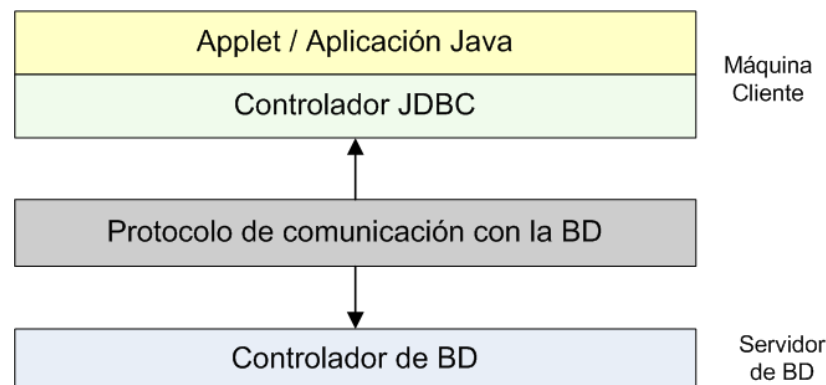 Applet / Aplicación Java
Máquina
Cliente
Controlador JDBC
Protocolo de comunicación con la BD
Controlador de BD
Servidor
de BD